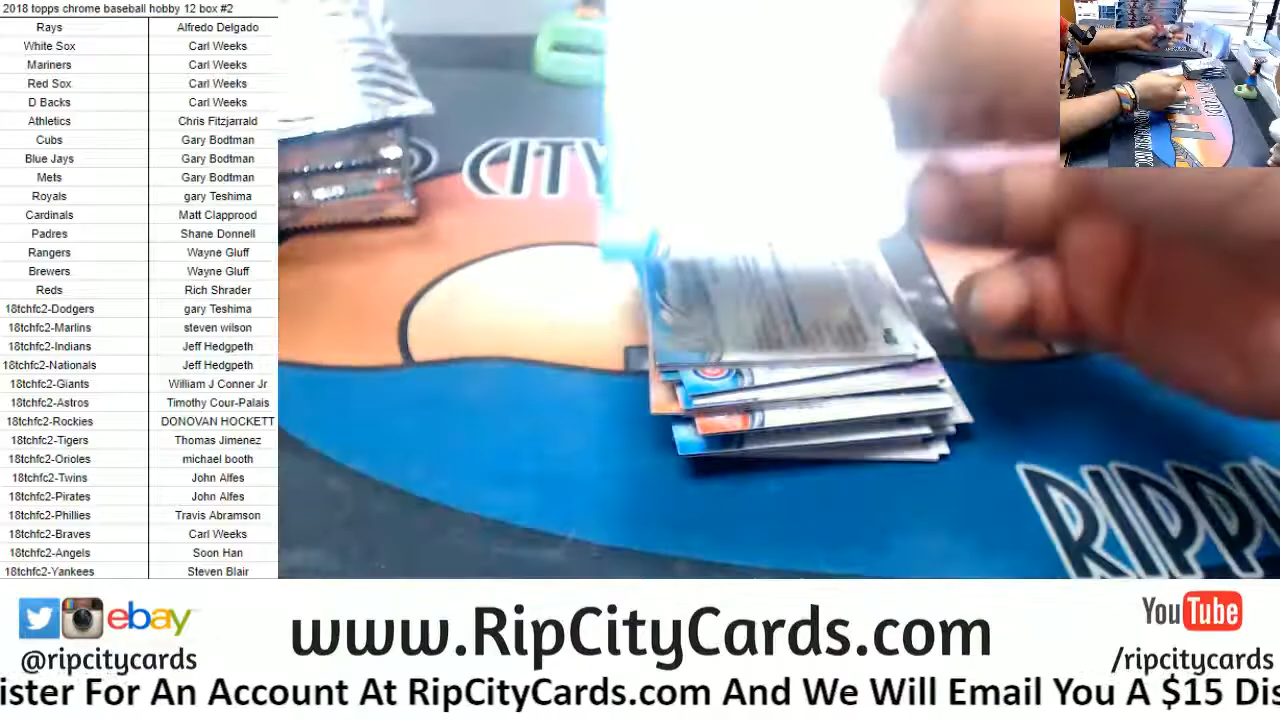 2018 topps chrome baseball hobby 12 box #2
Rays Alfredo Delgado
White Sox Carl Weeks
Mariners Carl Weeks
Red Sox Carl Weeks
D Backs Carl Weeks
Athletics Chris Fitzjarrald
Cubs Gary Bodtman
Blue Jays Gary Bodtman
Mets Gary Bodtman
Royals gary Teshima
Cardinals Matt Clapprood
Padres Shane Donnell
Rangers Wayne Gluff
Brewers Wayne Gluff
Reds Rich Shrader
18tchfc2-Dodgers gary Teshima
18tchfc2-Marlins steven wilson
18tchfc2-Indians Jeff Hedgpeth
18tchfc2-Nationals Jeff Hedgpeth
18tchfc2-Giants William J Conner Jr
18tchfc2-Astros Timothy Cour-Palais
18tchfc2-Rockies DONOVAN HOCKETT
18tchfc2-Tigers Thomas Jimenez
18tchfc2-Orioles michael booth
18tchfc2-Twins John Alfes
18tchfc2-Pirates John Alfes
18tchfc2-Phillies Travis Abramson
18tchfc2-Braves Carl Weeks
18tchfc2-Angels Soon Han
18tchfc2-Yankees Steven Blair
CITY
RIPPI
ebay
@ripcitycards
www.RipCityCards.com
YouTube
/ripcitycards
ister For An Account At RipCityCards.com And We Will Email You A $15 Dis